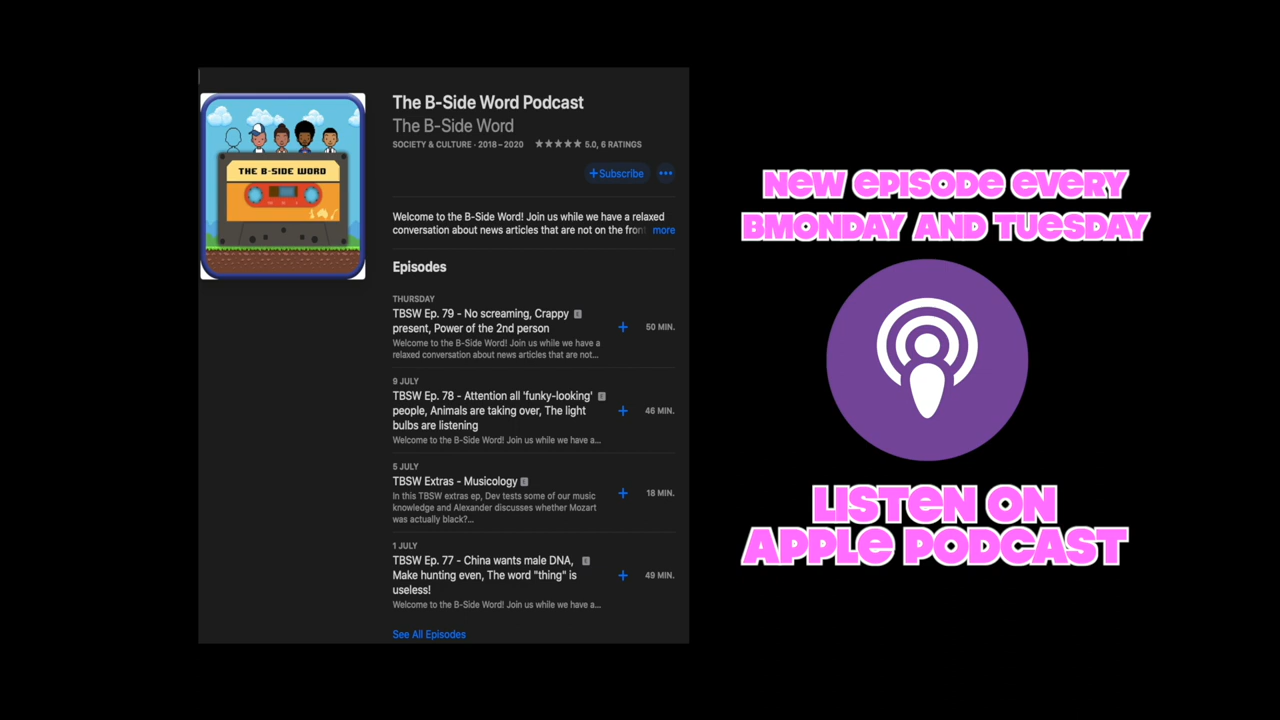 The B-Side Word Podcast
The B-Side Word
SOCIETY & CULTURE · 2018–2020 ★★★★★ 5.0, 6 RATINGS
+Subscribe
THE B-SIDE WORD
Welcome to the B-Side Word! Join us while we have a relaxed
conversation about news articles that are not on the front more
Episodes
THURSDAY
TBSW Ep. 79 - No screaming, Crappy E
present, Power of the 2nd person
+ 50 MIN.
Welcome to the B-Side Word! Join us while we have a
relaxed conversation about news articles that are not...
9 JULY
TBSW Ep. 78 - Attention all 'funky-looking' E
people, Animals are taking over, The light
bulbs are listening
+ 46 MIN.
Welcome to the B-Side Word! Join us while we have a...
5 JULY
TBSW Extras - Musicology E
In this TBSW extras ep, Dev tests some of our music
knowledge and Alexander discusses whether Mozart
was actually black?...
+ 18 MIN.
1 JULY
TBSW Ep. 77 - China wants male DNA, E
Make hunting even, The word "thing" is
useless!
+ 49 MIN.
Welcome to the B-Side Word! Join us while we have a...
See All Episodes
NEW EPISODE EVERY
BMONDAY AND TUESDAY
LISTEN ON
APPLE PODCAST